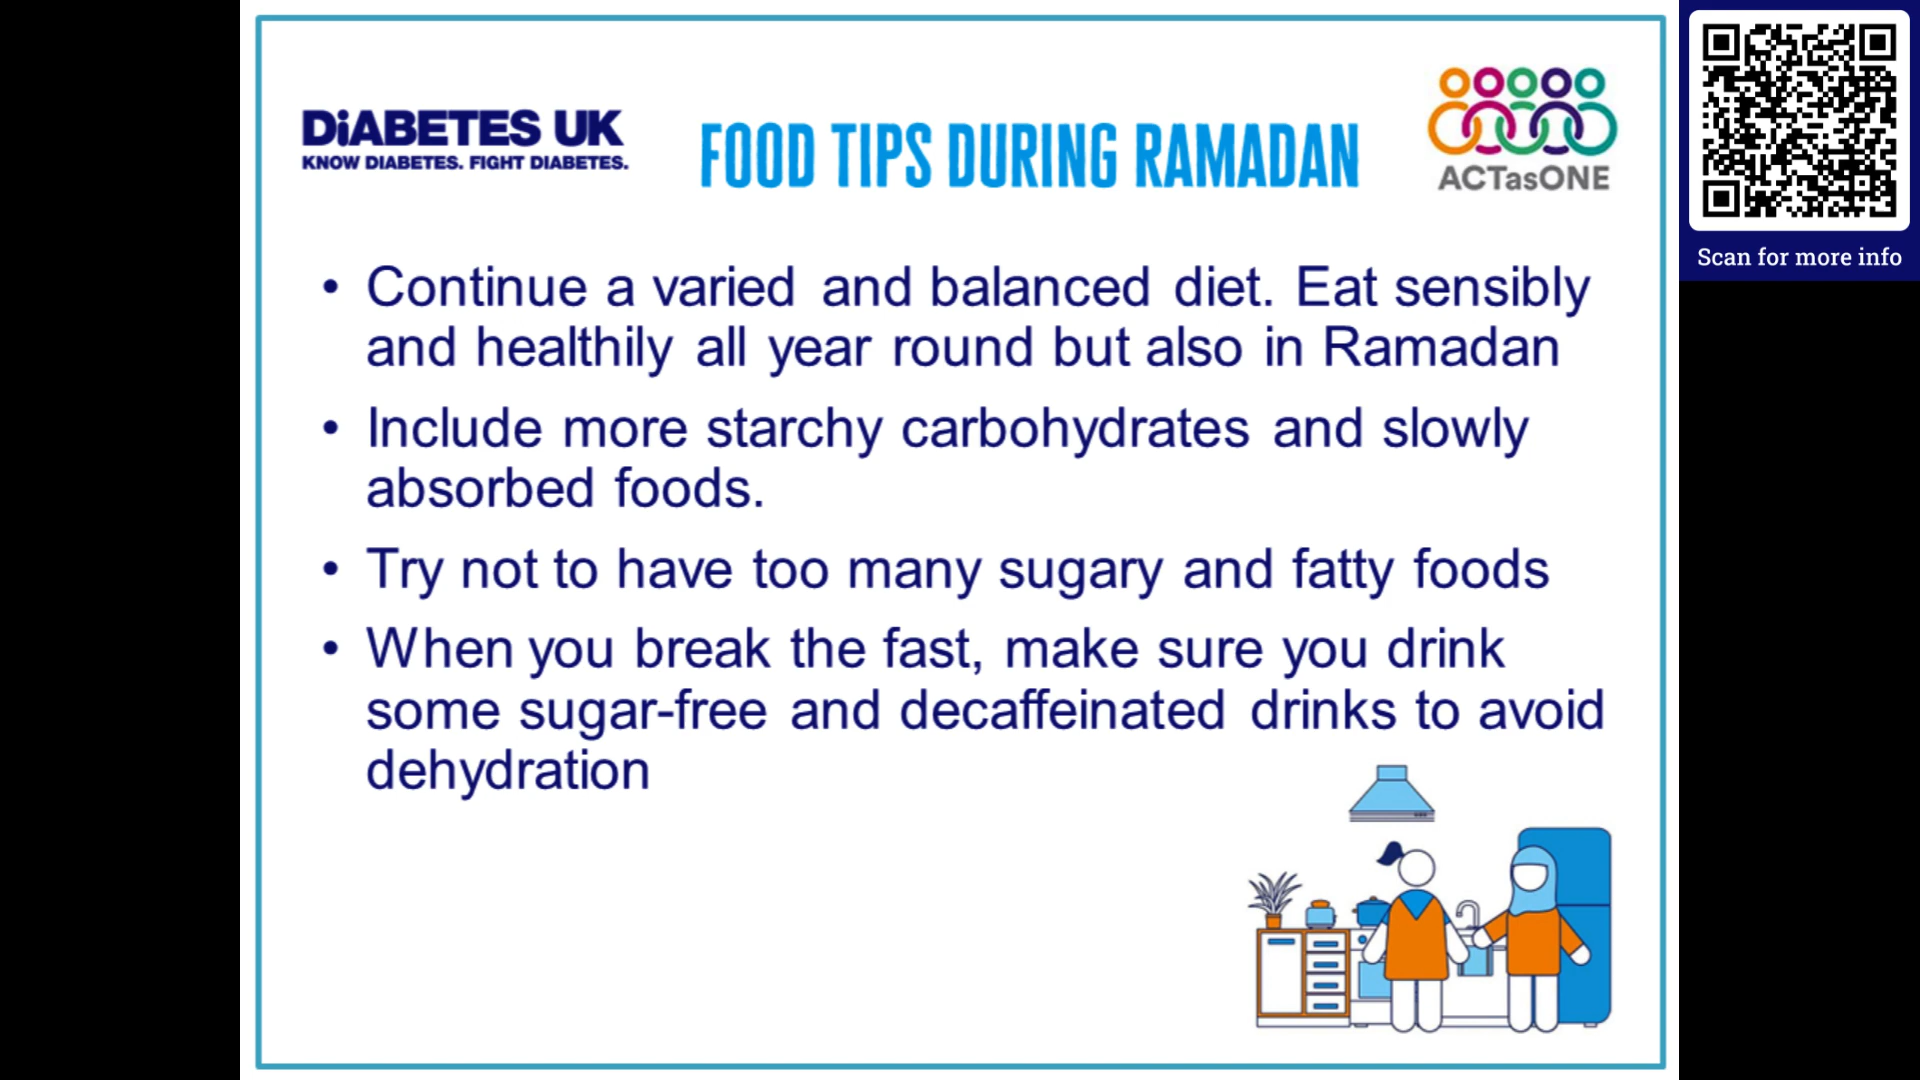 DiABETES UK
KNOW DIABETES. FIGHT DIABETES.
FOOD TIPS DURING RAMADAN
ACTasONE
Scan for more info
• Continue a varied and balanced diet. Eat sensibly
and healthily all year round but also in Ramadan
• Include more starchy carbohydrates and slowly
absorbed foods.
• Try not to have too many sugary and fatty foods
• When you break the fast, make sure you drink
some sugar-free and decaffeinated drinks to avoid
dehydration